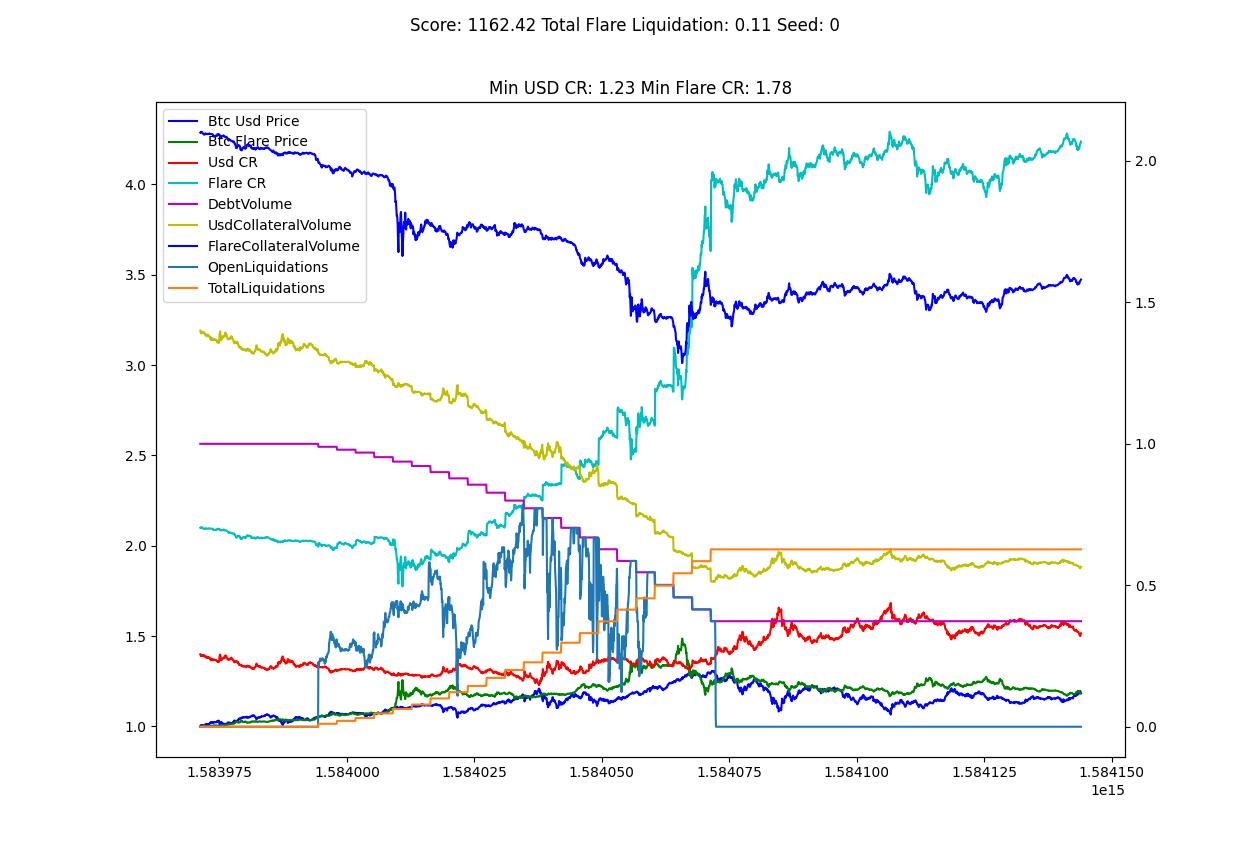 Score: 1162.42 Total Flare Liquidation: 0.11 Seed: 0
Min USD CR: 1.23 Min Flare CR: 1.78
Btc Usd Price
Btc Flare Price
Usd CR
Flare CR
DebtVolume
UsdCollateralVolume
FlareCollateralVolume
OpenLiquidations
TotalLiquidations
4.0
3.5
3.0
2.5
2.0
1.5
1.0
2.0
1.5
1.0
0.5
0.0
1.583975 1.584000 1.584025 1.584050 1.584075 1.584100 1.584125 1.584150
1e15